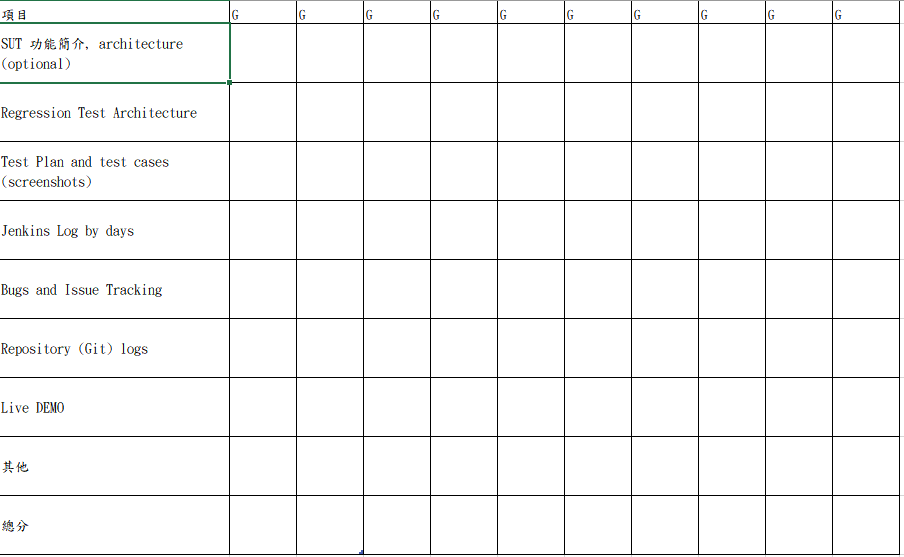 項目 G G G G G G G G G G
SUT 功能簡介, architecture
(optional)
Regression Test Architecture
Test Plan and test cases
(screenshots)
Jenkins Log by days
Bugs and Issue Tracking
Repository (Git) logs
Live DEMO
其他
總分